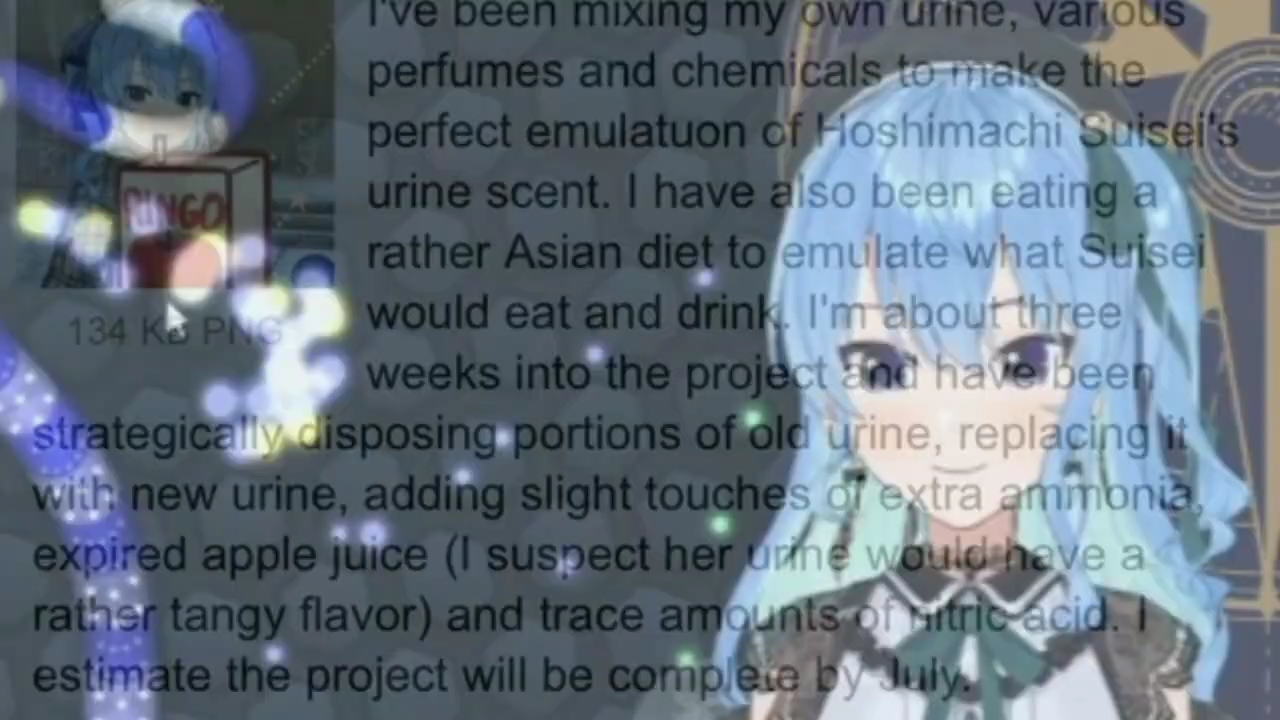 I've been mixing my own urine, various
perfumes and chemicals to make the
perfect emulatuon of Hoshimachi Suisei's
urine scent. I have also been eating a
rather Asian diet to emulate what Suisei
would eat and drink. I'm about three
weeks into the project and have been
strategically disposing portions of old urine, replacing it
with new urine, adding slight touches of extra ammonia,
expired apple juice (I suspect her urine would have a
rather tangy flavor) and trace amounts of nitric acid. I
estimate the project will be complete by July.
RINGO
134 KB PNG